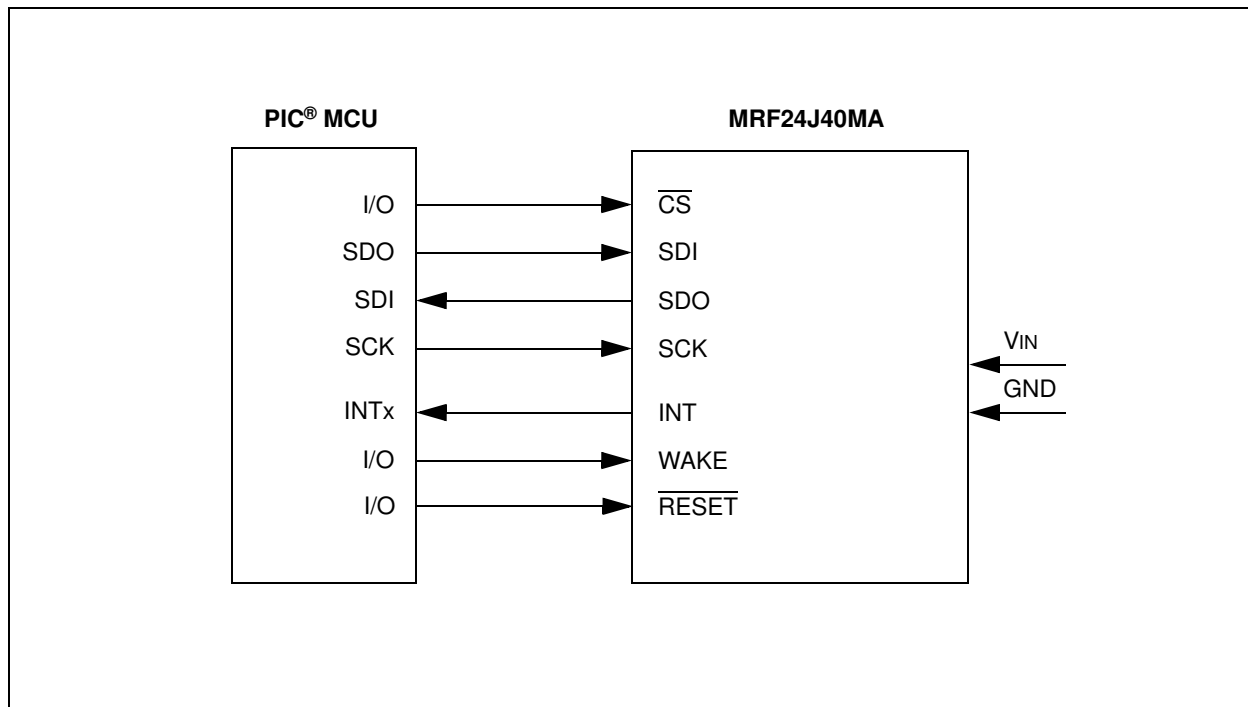 PIC® MCU
MRF24J40MA
I/O
CS
SDO
SDI
SDI
SDO
SCK
SCK
INTx
INT
I/O
WAKE
I/O
RESET
VIN
GND